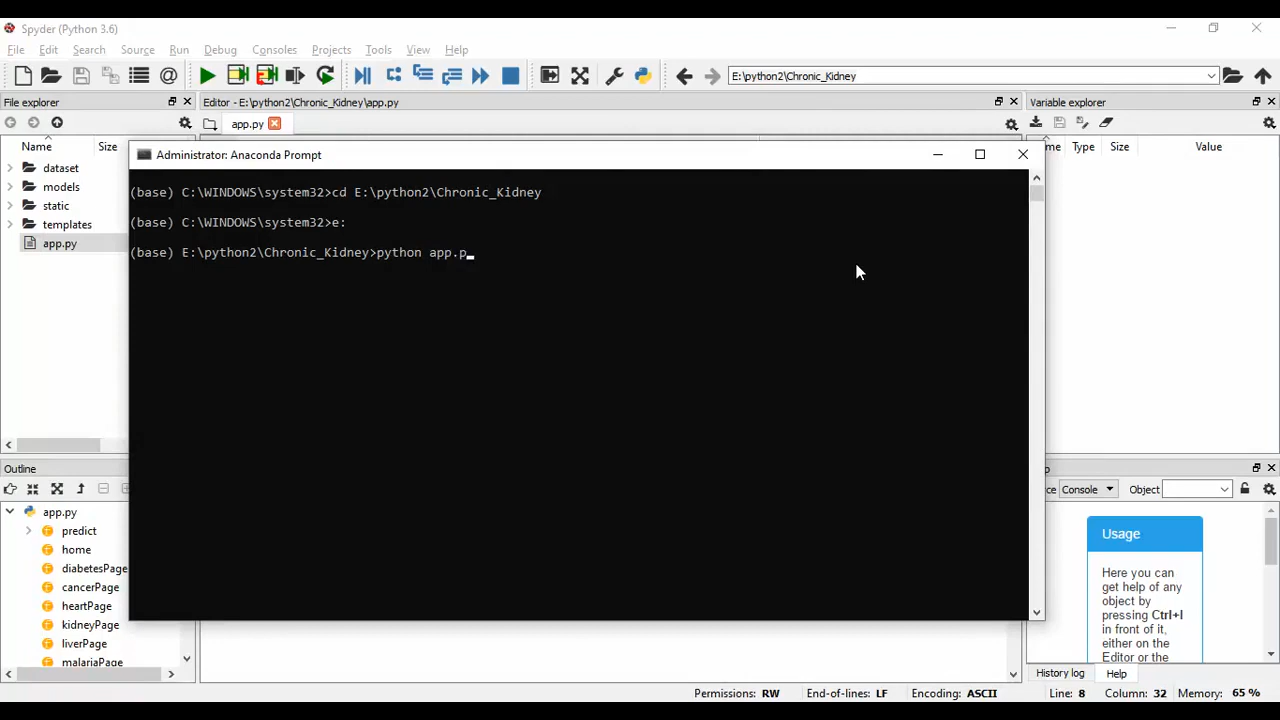 Spyder (Python 3.6)
File Edit Search Source Run Debug Consoles Projects Tools View Help
E:\python2\Chronic_Kidney
File explorer
Editor - E:\python2\Chronic_Kidney\app.py
Variable explorer
app.py
Name Size
me Type Size Value
dataset
models
static
templates
app.py
Administrator: Anaconda Prompt
(base) C:\WINDOWS\system32>cd E:\python2\Chronic_Kidney
(base) C:\WINDOWS\system32>e:
(base) E:\python2\Chronic_Kidney>python app.p_
Outline
p
ce Console Object
app.py
predict
home
diabetesPage
cancerPage
heartPage
kidneyPage
liverPage
malariaPage
Usage
Here you can
get help of any
object by
pressing Ctrl+I
in front of it,
either on the
Editor or the
History log Help
Permissions: RW End-of-lines: LF Encoding: ASCII Line: 8 Column: 32 Memory: 65 %